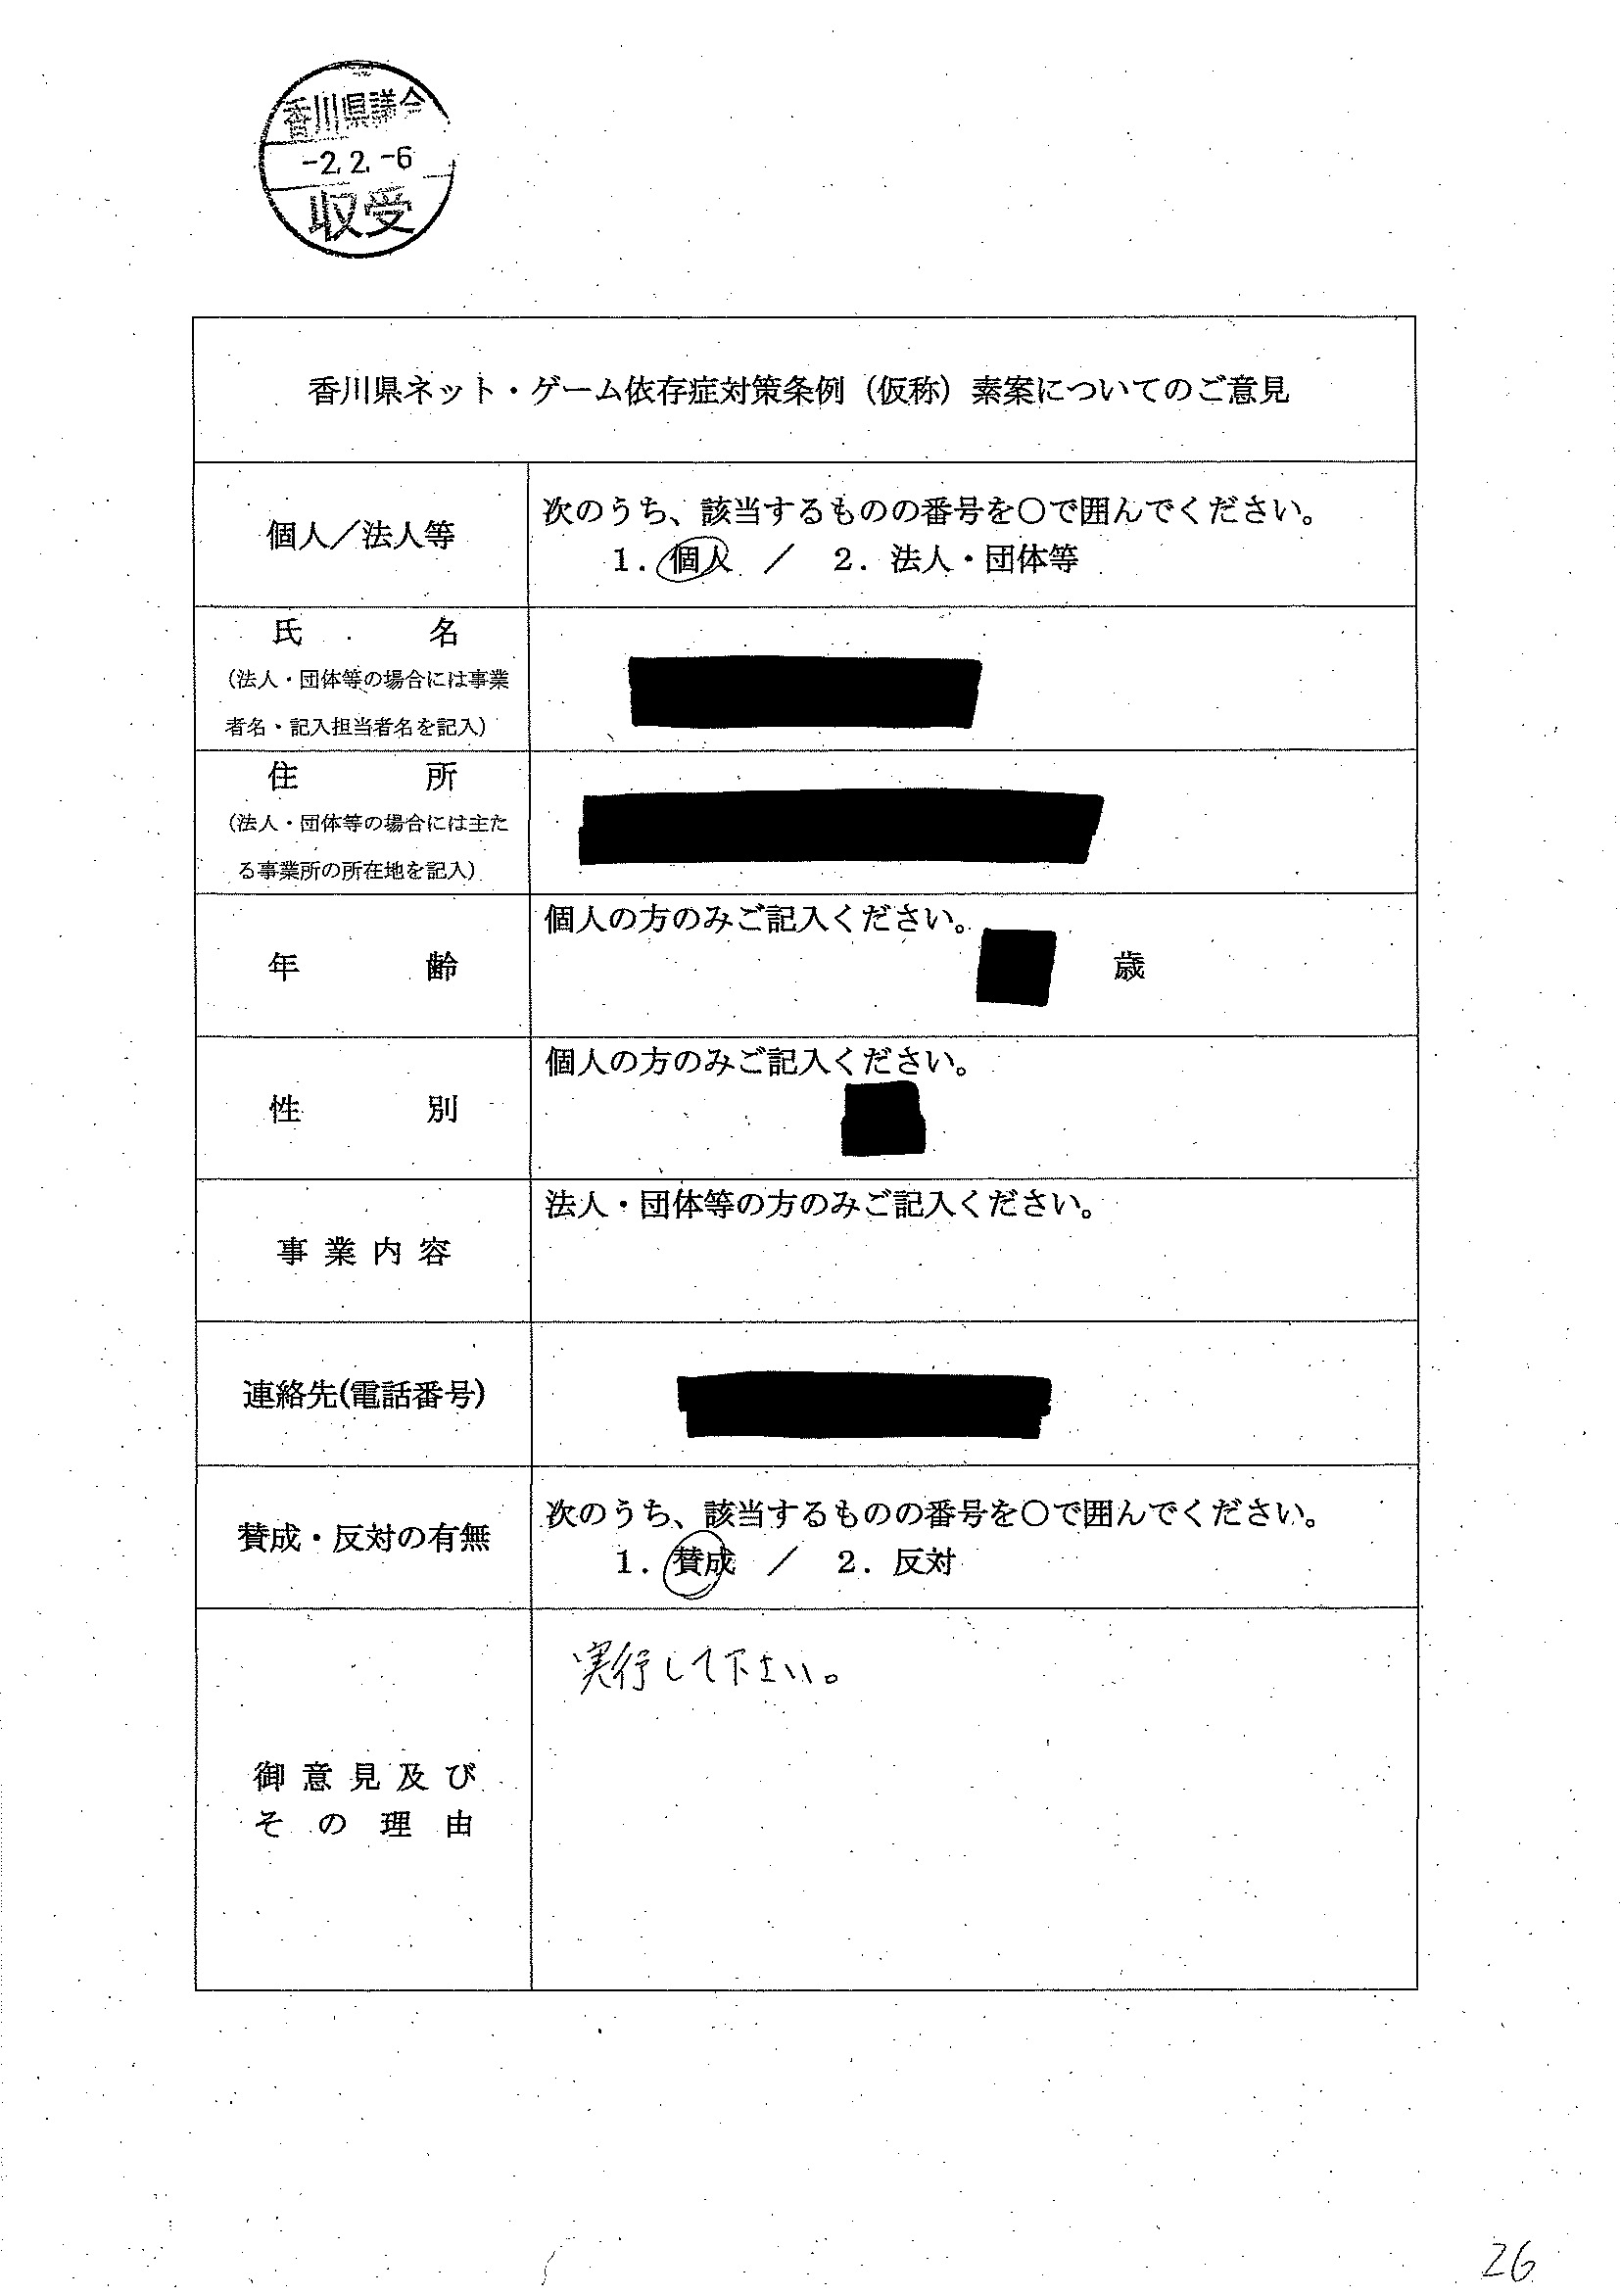 香川県議会
-2. 2. -6
収受
香川県ネット・ゲーム依存症対策条例（仮称）素案についてのご意見
個人／法人等
次のうち、該当するものの番号を○で囲んでください。
1. 個人 ／ 2. 法人・団体等
氏名
（法人・団体等の場合には事業
者名・記入担当者名を記入）
住所
（法人・団体等の場合には主た
る事業所の所在地を記入）
年齢
個人の方のみご記入ください。
歳
性別
個人の方のみご記入ください。
事業内容
法人・団体等の方のみご記入ください。
連絡先(電話番号)
賛成・反対の有無
次のうち、該当するものの番号を○で囲んでください。
1. 賛成 ／ 2. 反対
御意見及び
その理由
実行して下さい。
26